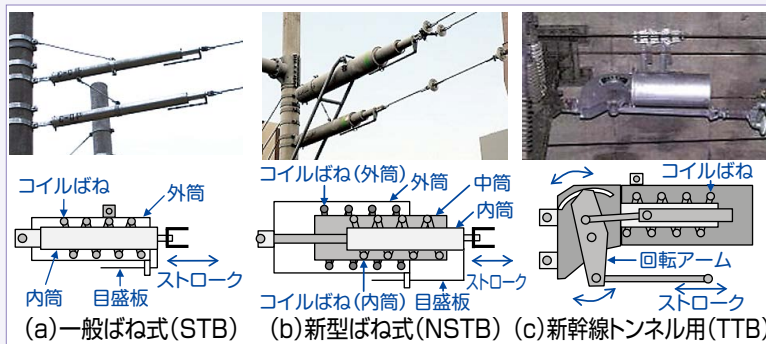 コイルばね
外筒
内筒
目盛板
ストローク
(a)一般ばね式(STB)
コイルばね(外筒)
外筒
中筒
内筒
ストローク
コイルばね(内筒)
目盛板
(b)新型ばね式(NSTB)
コイルばね
回転アーム
ストローク
(c)新幹線トンネル用(TTB)